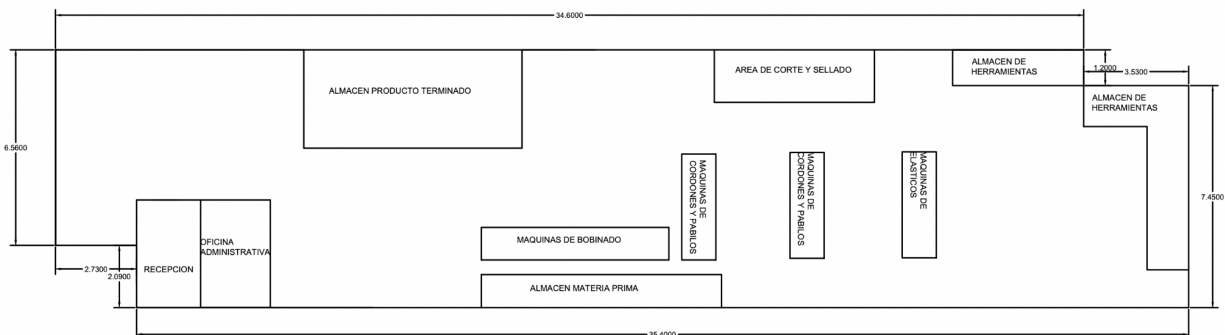 34.6000
ALMACEN PRODUCTO TERMINADO
AREA DE CORTE Y SELLADO
ALMACEN DE
HERRAMIENTAS
1.2000
3.5300
ALMACEN DE
HERRAMIENTAS
6.5600
MAQUINAS DE
CORDONES Y PABILOS
MAQUINAS DE
CORDONES Y PABILOS
MAQUINAS DE
ELASTICOS
7.4500
OFICINA
ADMINISTRATIVA
MAQUINAS DE BOBINADO
RECEPCION
2.7300
2.0900
ALMACEN MATERIA PRIMA
35.4000